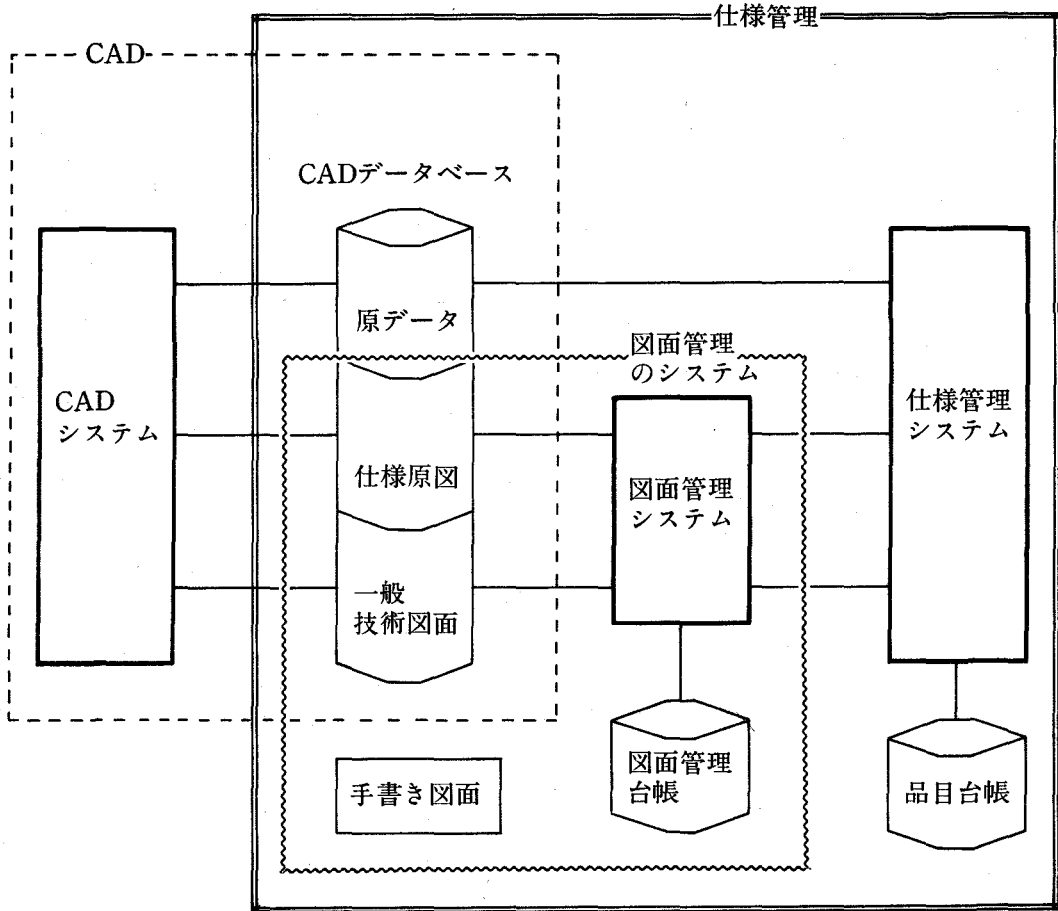 仕様管理
CAD
CADデータベース
原データ
図面管理
のシステム
CAD
システム
仕様管理
システム
仕様原図
図面管理
システム
一般
技術図面
図面管理
台帳
手書き図面
品目台帳